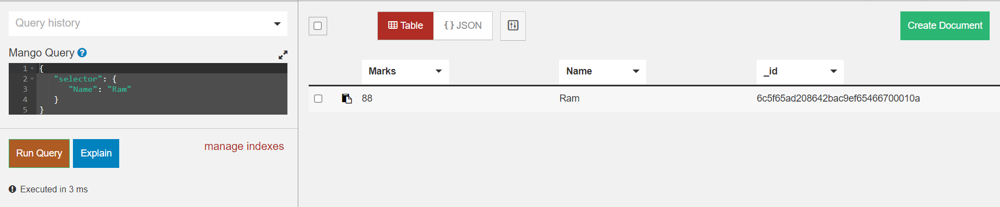 Query history
Mango Query
1 {
2 "selector": {
3 "Name": "Ram"
4 }
5 }
Run Query Explain manage indexes
Executed in 3 ms
Table {} JSON Create Document
Marks Name _id
88 Ram 6c5f65ad208642bac9ef65466700010a